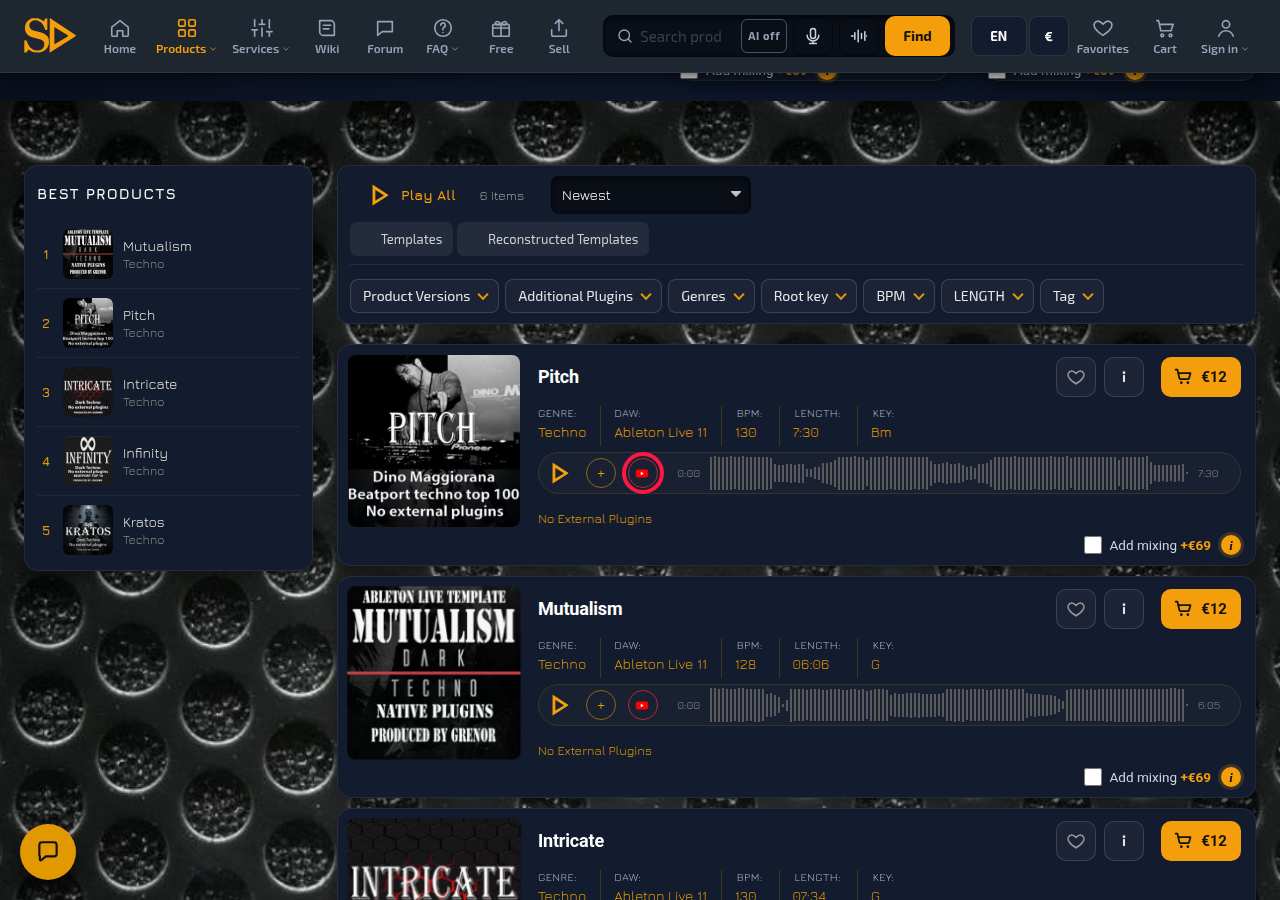 Home
Products
Services
Wiki
Forum
FAQ
Free
Sell
Search prod
AI off
Find
EN
€
Favorites
Cart
Sign in
BEST PRODUCTS
1
Mutualism
Techno
2
Pitch
Techno
3
Intricate
Techno
4
Infinity
Techno
5
Kratos
Techno
Play All
6 items
Newest
Templates
Reconstructed Templates
Product Versions
Additional Plugins
Genres
Root key
BPM
LENGTH
Tag
PITCH
Pioneer
Dino Maggiorana
Beatport techno top 100
No external plugins
Pitch
i
€12
GENRE: DAW: BPM: LENGTH: KEY:
Techno Ableton Live 11 130 7:30 Bm
+
0:00
7:30
No External Plugins
Add mixing +€69 i
ABLETON LIVE TEMPLATE
MUTUALISM
DARK
TECHNO
NATIVE PLUGINS
PRODUCED BY GRENOR
Mutualism
i
€12
GENRE: DAW: BPM: LENGTH: KEY:
Techno Ableton Live 11 128 06:06 G
+
0:00
6:05
No External Plugins
Add mixing +€69 i
INTRICATE
Intricate
i
€12
GENRE: DAW: BPM: LENGTH: KEY:
Techno Ableton Live 11 130 07:34 G